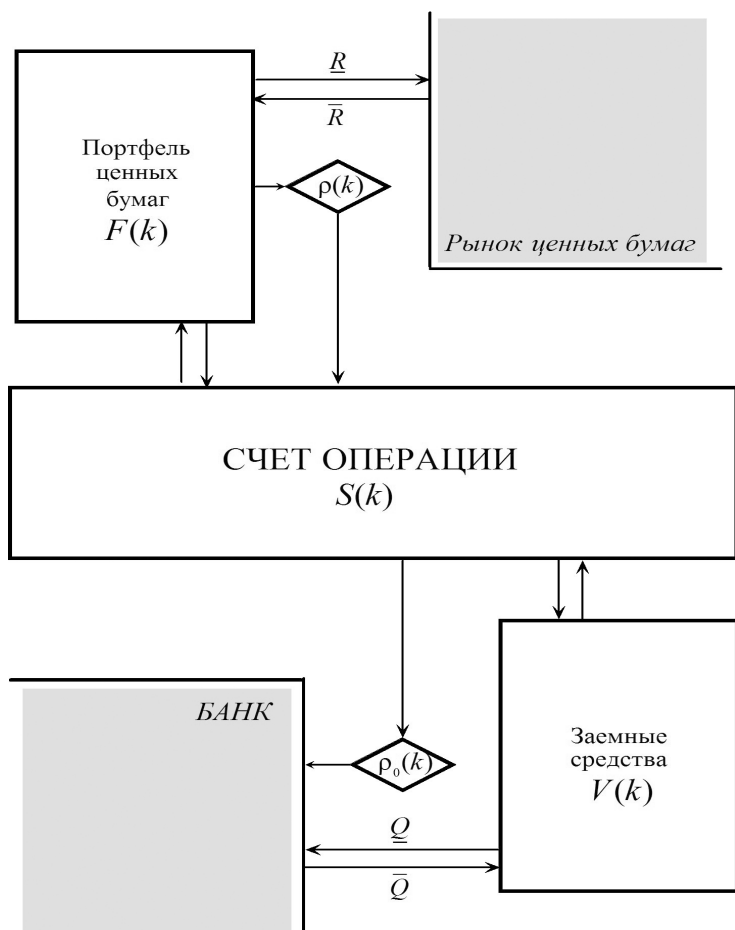 R̲
R̅
Портфель
ценных
бумаг
F(k)
ρ(k)
Рынок ценных бумаг
СЧЕТ ОПЕРАЦИИ
S(k)
БАНК
Заемные
средства
V(k)
ρ₀(k)
Q̲
Q̅